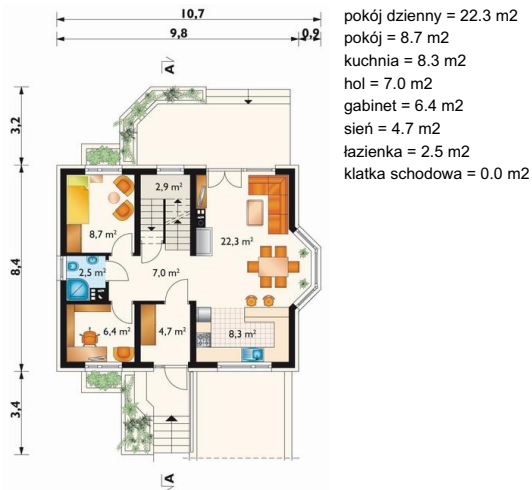 10,7
9,8
0,9
A
3,2
8,4
3,4
2,9 m²
8,7 m²
22,3 m²
2,5 m²
7,0 m²
6,4 m²
4,7 m²
8,3 m²
A
pokój dzienny = 22.3 m2
pokój = 8.7 m2
kuchnia = 8.3 m2
hol = 7.0 m2
gabinet = 6.4 m2
sień = 4.7 m2
łazienka = 2.5 m2
klatka schodowa = 0.0 m2